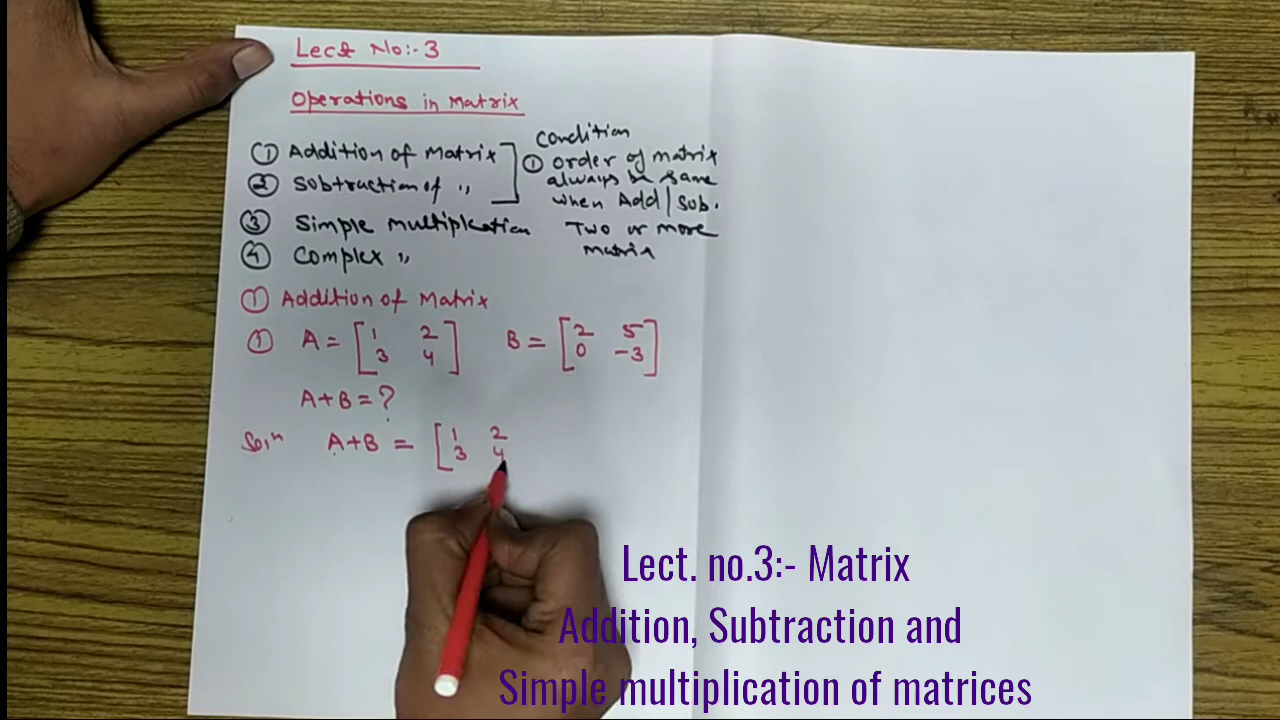 Lect No:- 3
Operations in Matrix
① Addition of Matrix
② Subtraction of ,,
③ Simple multiplication
④ Complex ,,
Condition
① order of matrix
always be same
when Add/Sub.
Two or more
matrix
① Addition of Matrix
① A = [1 2
3 4] B = [2 5
0 -3]
A+B = ?
Soln A+B = [1 2
3 4
Lect. no.3:- Matrix
Addition, Subtraction and
Simple multiplication of matrices